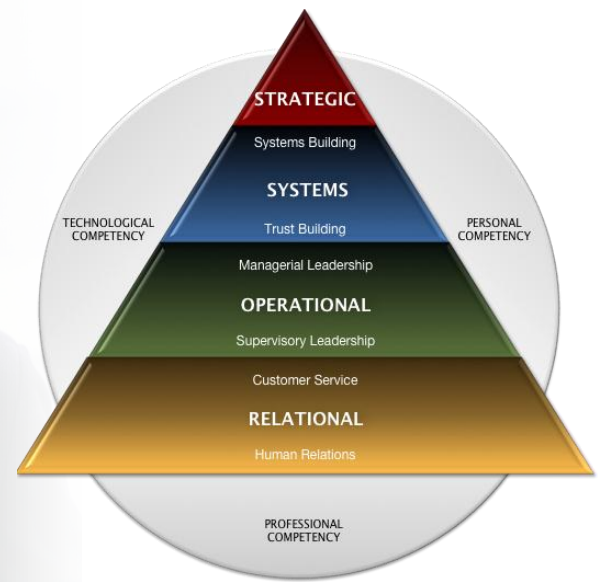 STRATEGIC
Systems Building
SYSTEMS
TECHNOLOGICAL
COMPETENCY
PERSONAL
COMPETENCY
Trust Building
Managerial Leadership
OPERATIONAL
Supervisory Leadership
Customer Service
RELATIONAL
Human Relations
PROFESSIONAL
COMPETENCY